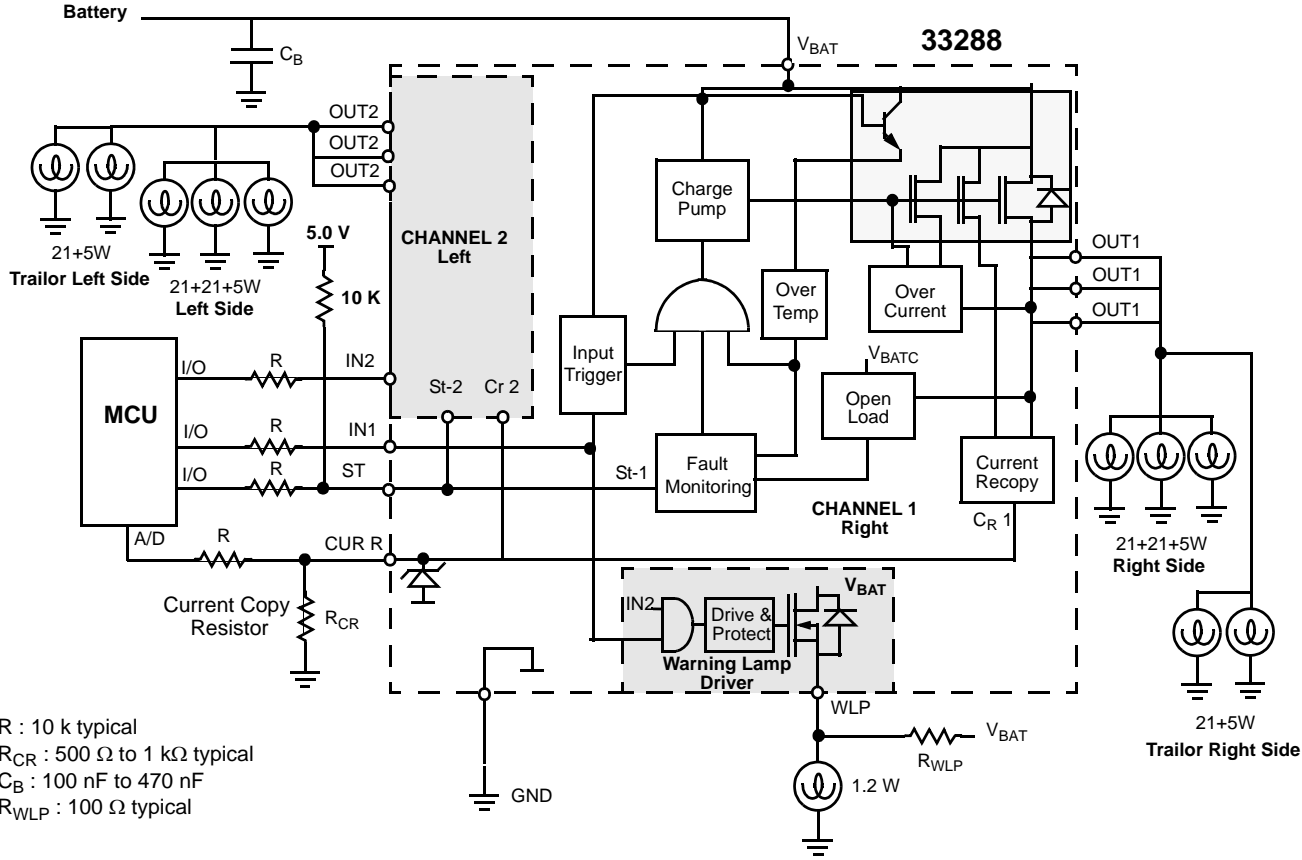 Battery
C_B
V_BAT
33288
OUT2
OUT2
OUT2
CHANNEL 2
Left
21+5W
Trailor Left Side
21+21+5W
Left Side
5.0 V
10 K
Charge
Pump
Over
Temp
Over
Current
OUT1
OUT1
OUT1
Input
Trigger
V_BATC
Open
Load
MCU
I/O
R
IN2
St-2
Cr 2
I/O
R
IN1
I/O
R
ST
St-1
Fault
Monitoring
Current
Recopy
C_R 1
CHANNEL 1
Right
A/D
R
CUR R
Current Copy
Resistor
R_CR
IN2
Drive &
Protect
V_BAT
Warning Lamp
Driver
21+21+5W
Right Side
WLP
V_BAT
R_WLP
1.2 W
GND
21+5W
Trailor Right Side
R : 10 k typical
R_CR : 500 Ω to 1 kΩ typical
C_B : 100 nF to 470 nF
R_WLP : 100 Ω typical